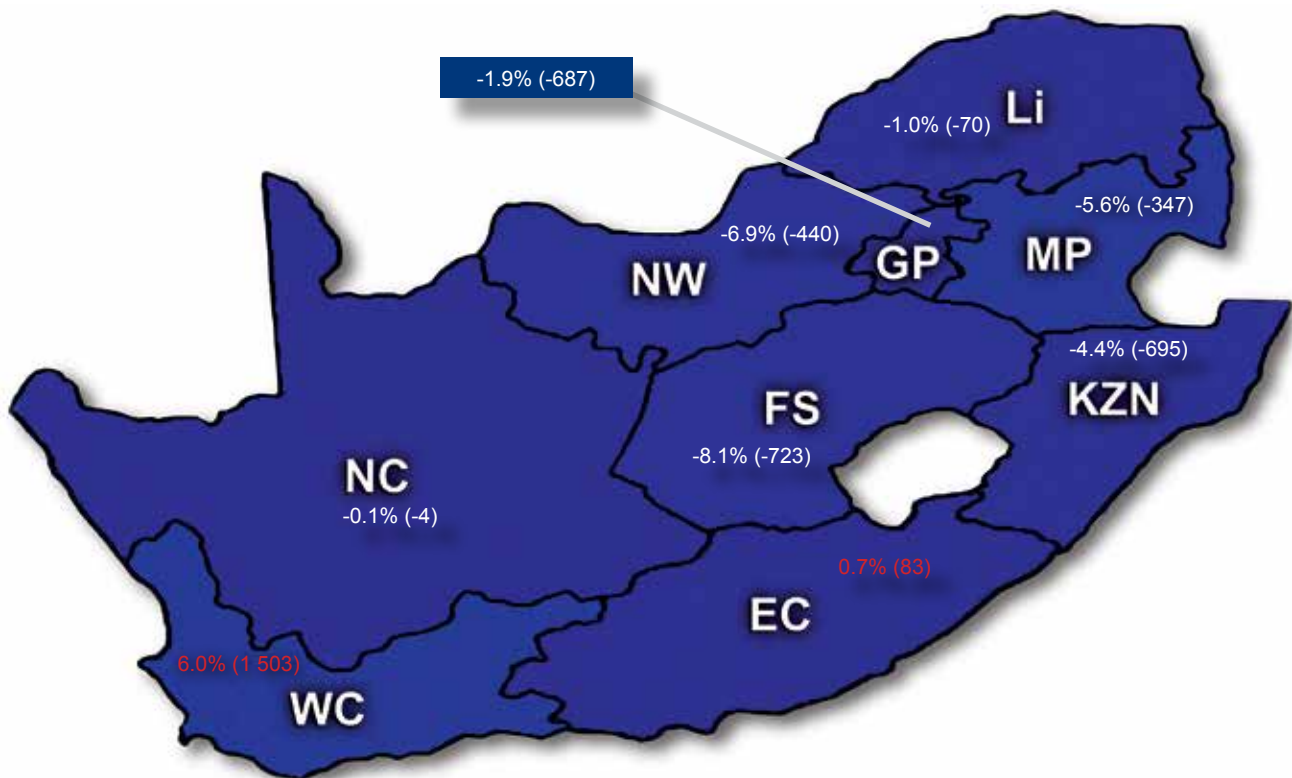 -1.9% (-687)
Li
-1.0% (-70)
-5.6% (-347)
-6.9% (-440)
MP
GP
NW
-4.4% (-695)
KZN
FS
-8.1% (-723)
NC
-0.1% (-4)
0.7% (83)
EC
6.0% (1 503)
WC